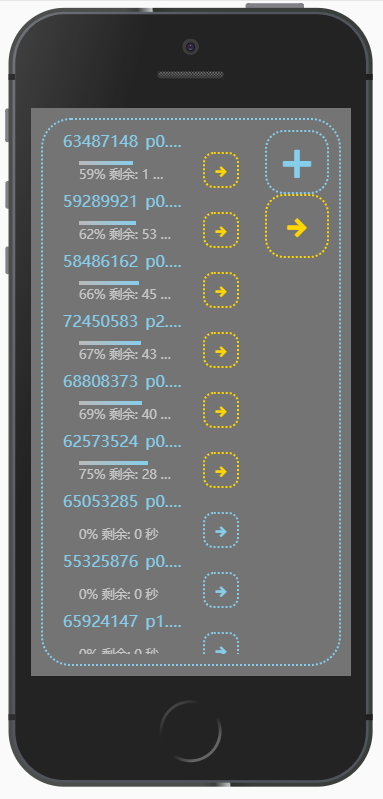 63487148 p0....
59% 剩余: 1 ...
59289921 p0....
62% 剩余: 53 ...
58486162 p0....
66% 剩余: 45 ...
72450583 p2....
67% 剩余: 43 ...
68808373 p0....
69% 剩余: 40 ...
62573524 p0....
75% 剩余: 28 ...
65053285 p0....
0% 剩余: 0 秒
55325876 p0....
0% 剩余: 0 秒
65924147 p1....
0% 剩余: 0 秒